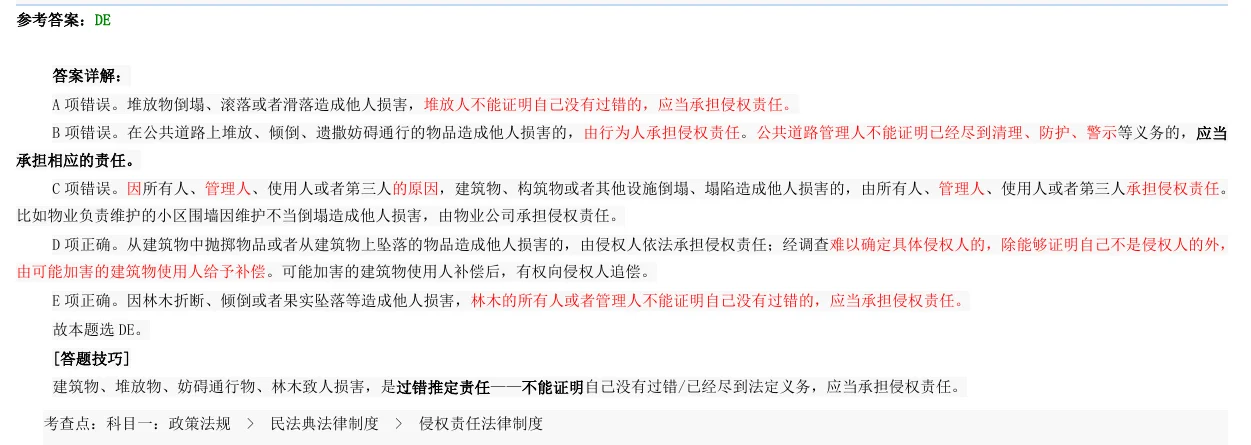 参考答案：DE
答案详解：
A 项错误。堆放物倒塌、滚落或者滑落造成他人损害，堆放人不能证明自己没有过错的，应当承担侵权责任。
B 项错误。在公共道路上堆放、倾倒、遗撒妨碍通行的物品造成他人损害的，由行为人承担侵权责任。公共道路管理人不能证明已经尽到清理、防护、警示等义务的，应当
承担相应的责任。
C 项错误。因所有人、管理人、使用人或者第三人的原因，建筑物、构筑物或者其他设施倒塌、塌陷造成他人损害的，由所有人、管理人、使用人或者第三人承担侵权责任。
比如物业负责维护的小区围墙因维护不当倒塌造成他人损害，由物业公司承担侵权责任。
D 项正确。从建筑物中抛掷物品或者从建筑物上坠落的物品造成他人损害的，由侵权人依法承担侵权责任；经调查难以确定具体侵权人的，除能够证明自己不是侵权人的外，
由可能加害的建筑物使用人给予补偿。可能加害的建筑物使用人补偿后，有权向侵权人追偿。
E 项正确。因林木折断、倾倒或者果实坠落等造成他人损害，林木的所有人或者管理人不能证明自己没有过错的，应当承担侵权责任。
故本题选 DE。
[答题技巧]
建筑物、堆放物、妨碍通行物、林木致人损害，是过错推定责任——不能证明自己没有过错/已经尽到法定义务，应当承担侵权责任。
考查点：科目一：政策法规 > 民法典法律制度 > 侵权责任法律制度